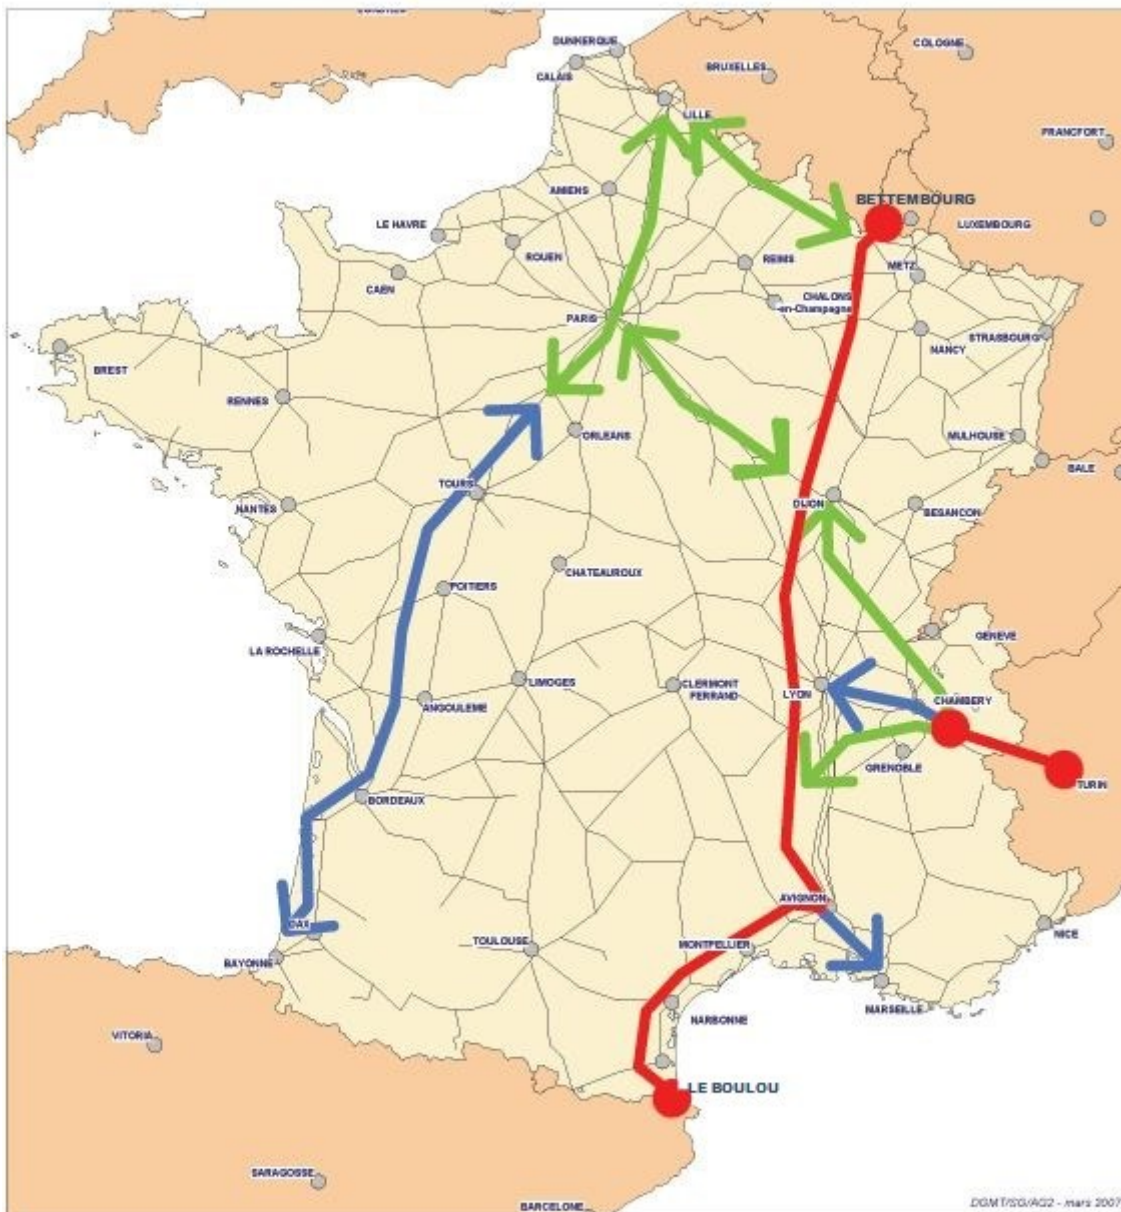 LONDRES
DUNKERQUE
COLOGNE
BRUXELLES
CALAIS
LILLE
FRANCFORT
AMIENS
BETTEMBOURG
LE HAVRE
LUXEMBOURG
ROUEN
REIMS
METZ
CAEN
CHALONS
-en-Champagne
PARIS
STRASBOURG
NANCY
BREST
RENNES
ORLEANS
MULHOUSE
BALE
TOURS
DIJON
NANTES
BESANCON
CHATEAUROUX
POITIERS
GENEVE
LA ROCHELLE
LIMOGES
CLERMONT
FERRAND
LYON
CHAMBERY
ANGOULEME
GRENOBLE
TURIN
BORDEAUX
AVIGNON
DAX
TOULOUSE
MONTPELLIER
NICE
BAYONNE
MARSEILLE
NARBONNE
VITORIA
LE BOULOU
SARAGOSSE
BARCELONE
DGMT/SG/AG2 - mars 2007